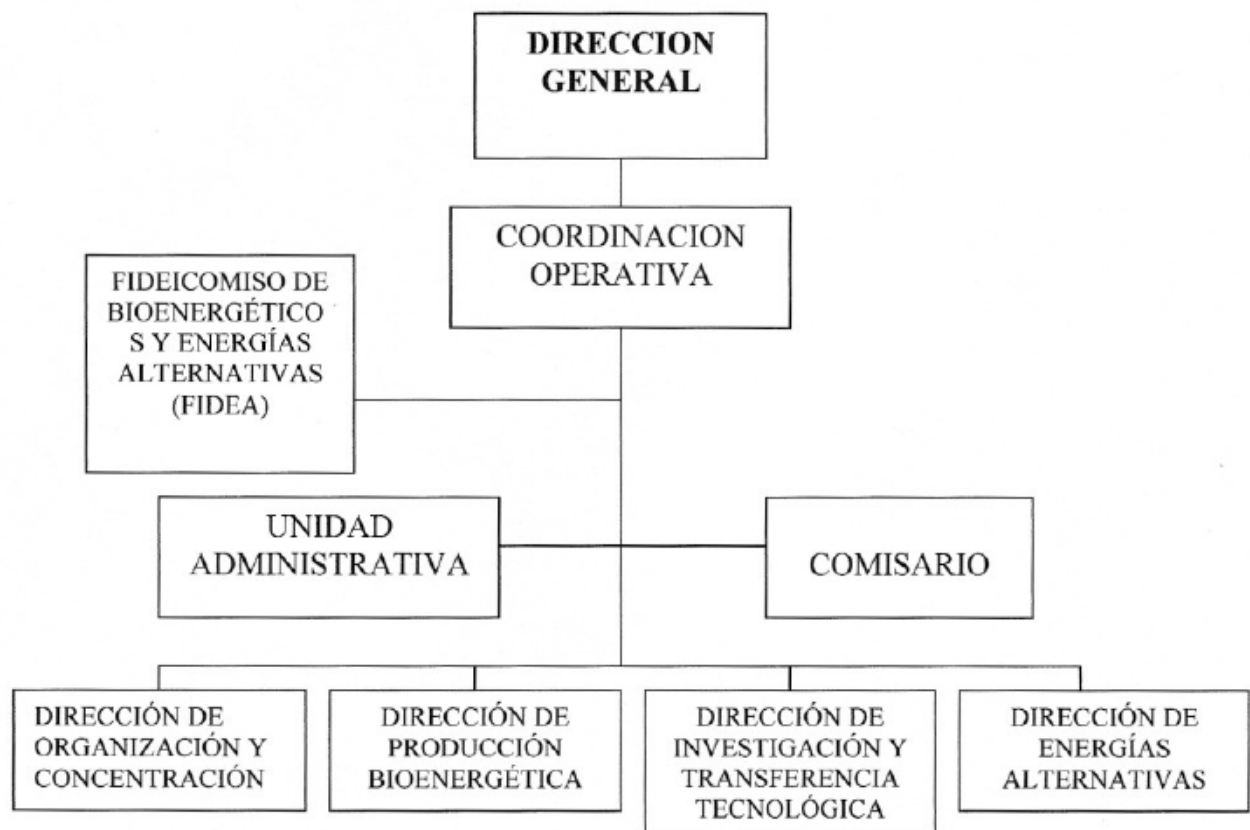 DIRECCION
GENERAL
COORDINACION
OPERATIVA
FIDEICOMISO DE
BIOENERGÉTICO
S Y ENERGÍAS
ALTERNATIVAS
(FIDEA)
UNIDAD
ADMINISTRATIVA
COMISARIO
DIRECCIÓN DE
ORGANIZACIÓN Y
CONCENTRACIÓN
DIRECCIÓN DE
PRODUCCIÓN
BIOENERGÉTICA
DIRECCIÓN DE
INVESTIGACIÓN Y
TRANSFERENCIA
TECNOLÓGICA
DIRECCIÓN DE
ENERGÍAS
ALTERNATIVAS